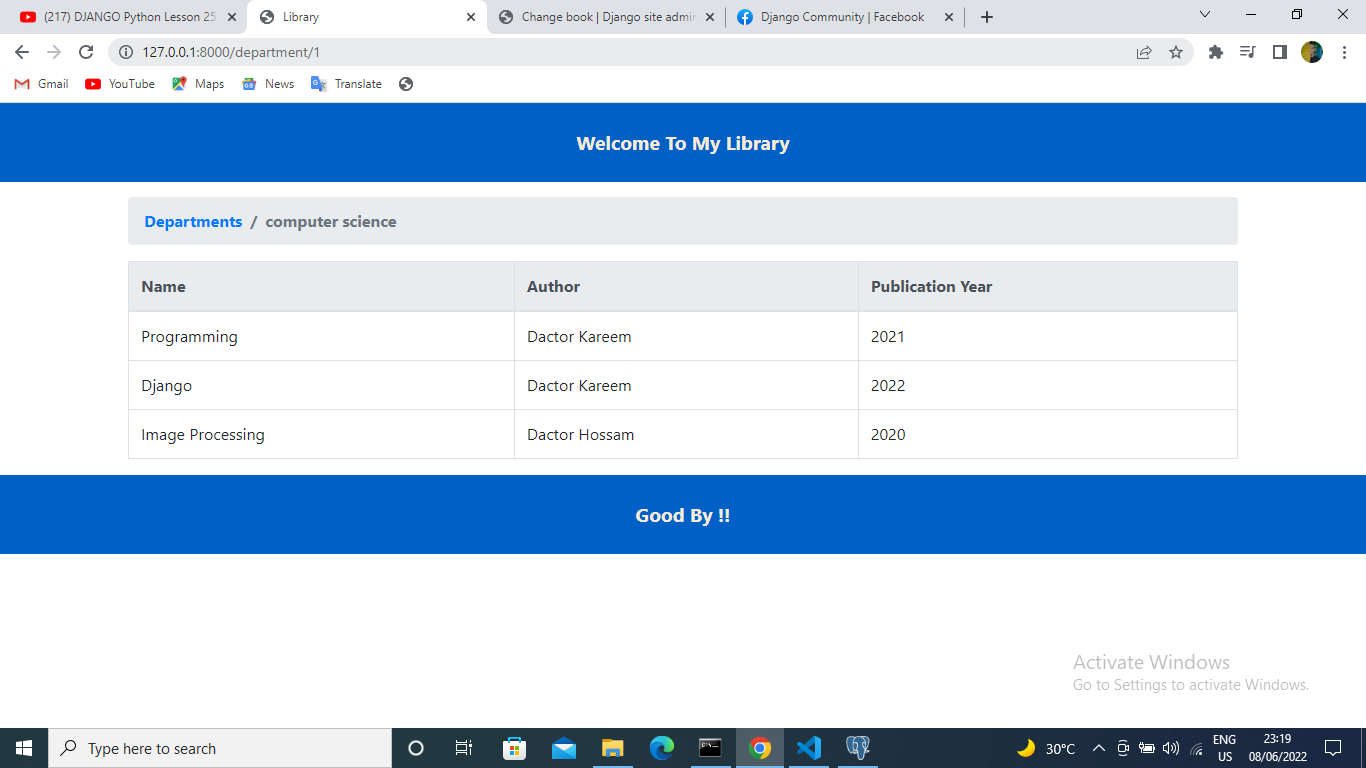 (217) DJANGO Python Lesson 25
Library
Change book | Django site admin
Django Community | Facebook
127.0.0.1:8000/department/1
Gmail
YouTube
Maps
News
Translate
Welcome To My Library
Departments / computer science
Name Author Publication Year
Programming Dactor Kareem 2021
Django Dactor Kareem 2022
Image Processing Dactor Hossam 2020
Good By !!
Activate Windows
Go to Settings to activate Windows.
Type here to search
30°C
ENG
US
23:19
08/06/2022